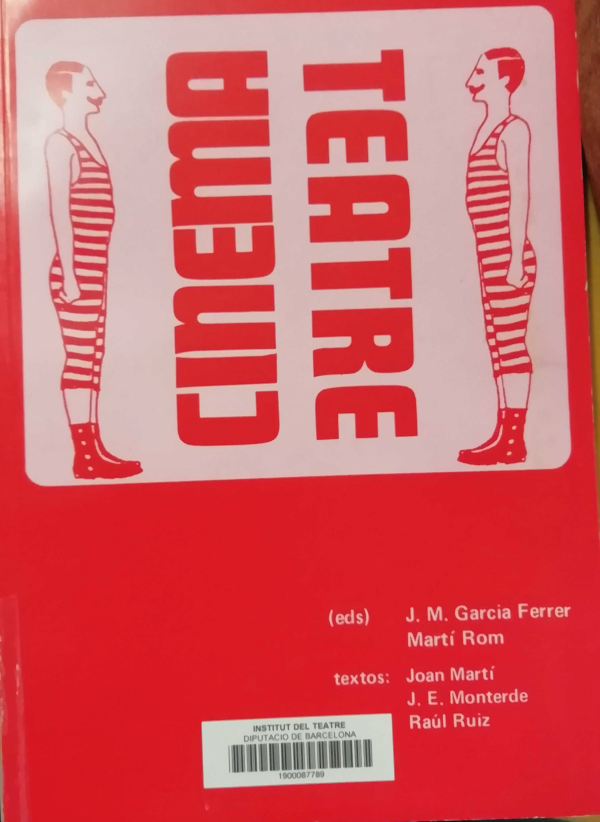 CINEMA
TEATRE
(eds) J. M. Garcia Ferrer
Martí Rom
textos: Joan Martí
J. E. Monterde
Raúl Ruiz
INSTITUT DEL TEATRE
DIPUTACIO DE BARCELONA
1900087789